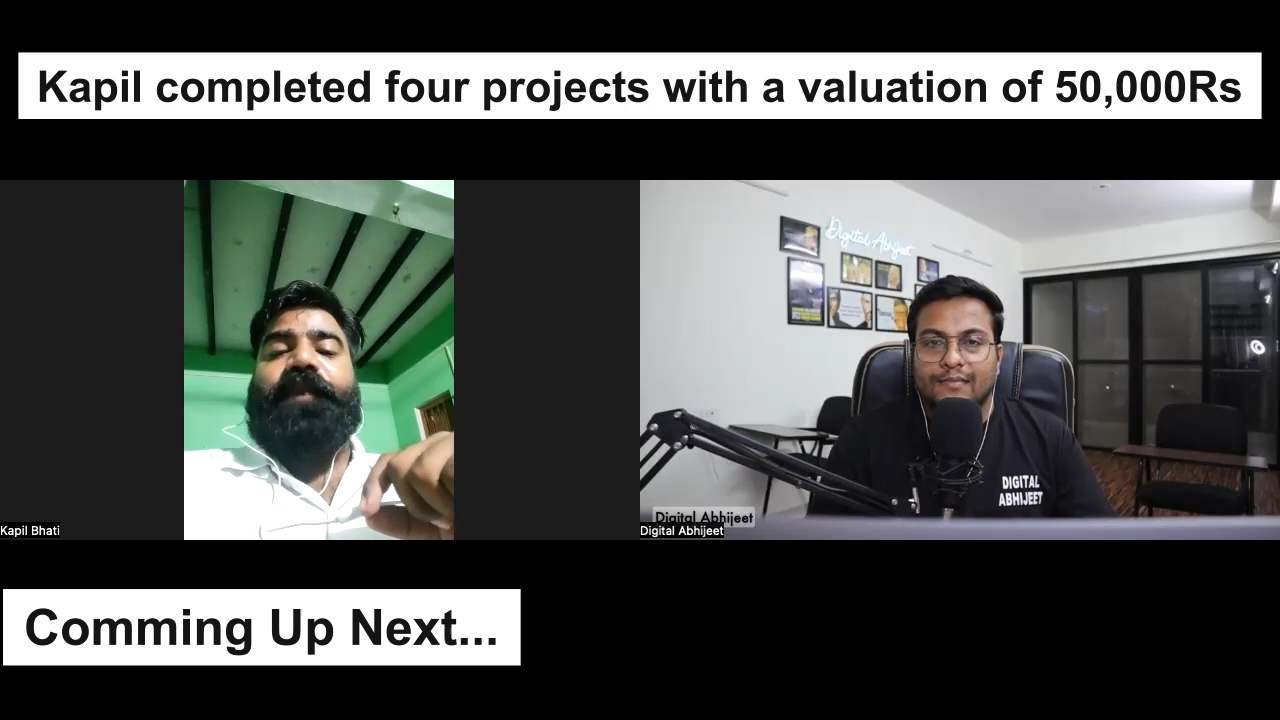 Kapil completed four projects with a valuation of 50,000Rs
Digital Abhijeet
DIGITAL
ABHIJEET
Digital Abhijeet
Kapil Bhati
Digital Abhijeet
Comming Up Next...